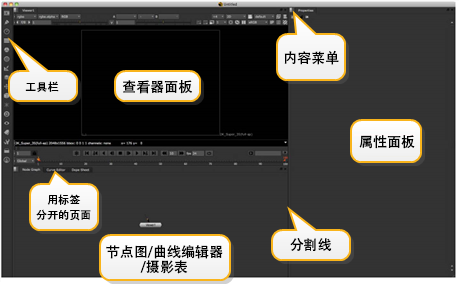 Untitled
Viewer1
Properties
内容菜单
工具栏
查看器面板
属性面板
Node Graph
Curve Editor
Dope Sheet
用标签
分开的页面
节点图/曲线编辑器
/摄影表
分割线